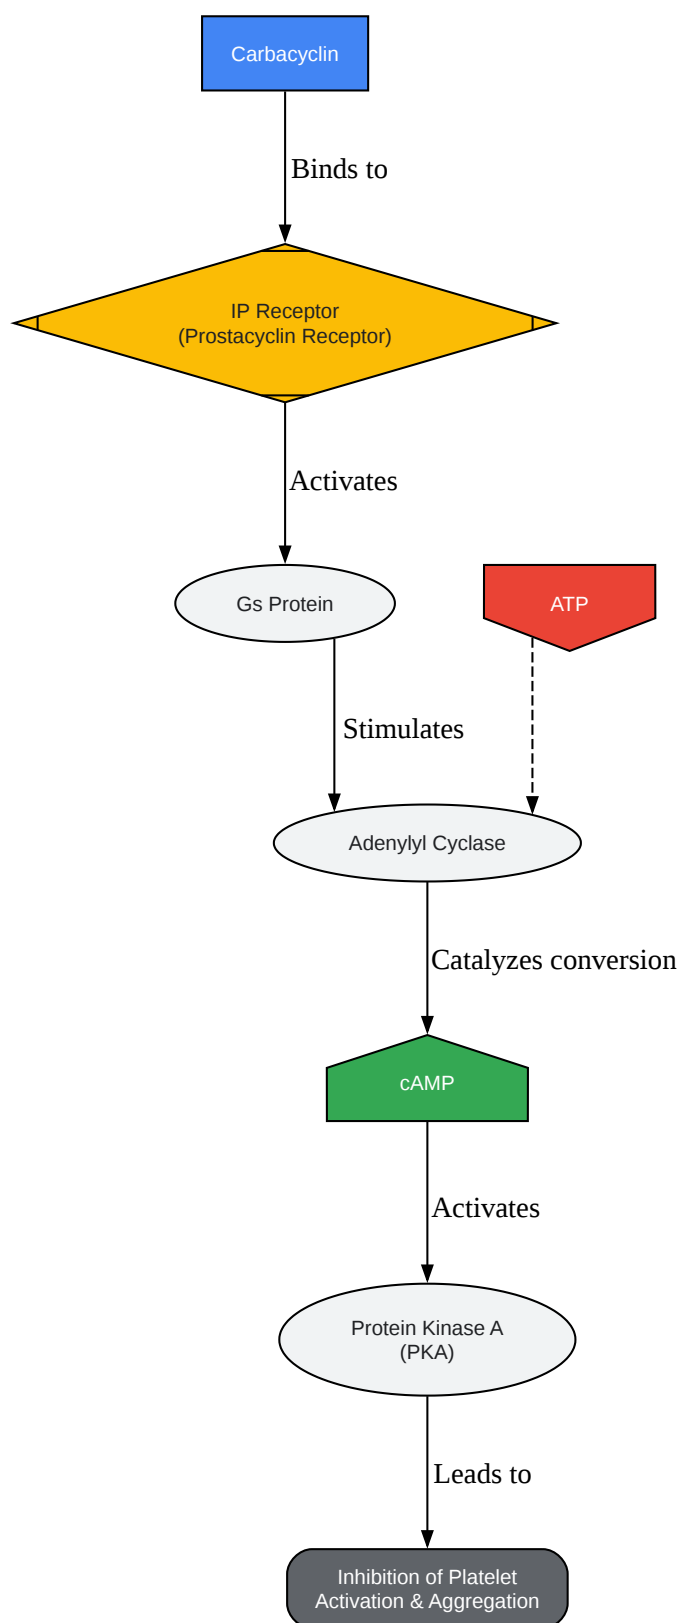 Carbacyclin
Binds to
IP Receptor
(Prostacyclin Receptor)
Activates
Gs Protein
ATP
Stimulates
Adenylyl Cyclase
Catalyzes conversion
cAMP
Activates
Protein Kinase A
(PKA)
Leads to
Inhibition of Platelet
Activation & Aggregation